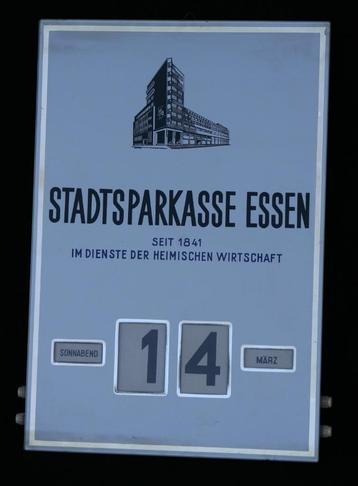 STADTSPARKASSE ESSEN
SEIT 1841
IM DIENSTE DER HEIMISCHEN WIRTSCHAFT
SONNABEND 14 MÄRZ